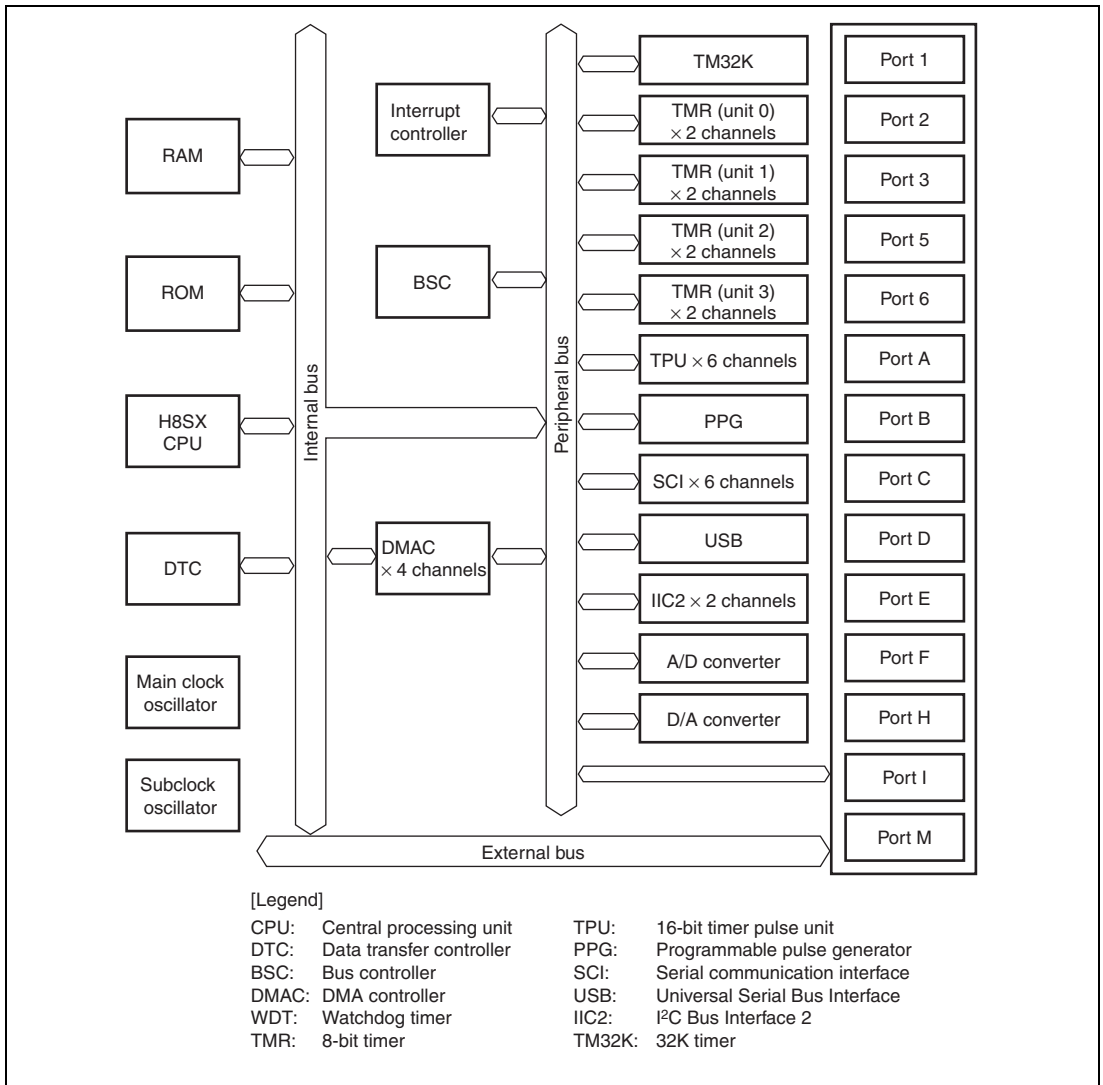 RAM
ROM
H8SX
CPU
DTC
Main clock
oscillator
Subclock
oscillator
Internal bus
Interrupt
controller
BSC
DMAC
× 4 channels
Peripheral bus
TM32K
TMR (unit 0)
× 2 channels
TMR (unit 1)
× 2 channels
TMR (unit 2)
× 2 channels
TMR (unit 3)
× 2 channels
TPU × 6 channels
PPG
SCI × 6 channels
USB
IIC2 × 2 channels
A/D converter
D/A converter
Port 1
Port 2
Port 3
Port 5
Port 6
Port A
Port B
Port C
Port D
Port E
Port F
Port H
Port I
Port M
External bus
[Legend]
CPU: Central processing unit
DTC: Data transfer controller
BSC: Bus controller
DMAC: DMA controller
WDT: Watchdog timer
TMR: 8-bit timer
TPU: 16-bit timer pulse unit
PPG: Programmable pulse generator
SCI: Serial communication interface
USB: Universal Serial Bus Interface
IIC2: I²C Bus Interface 2
TM32K: 32K timer